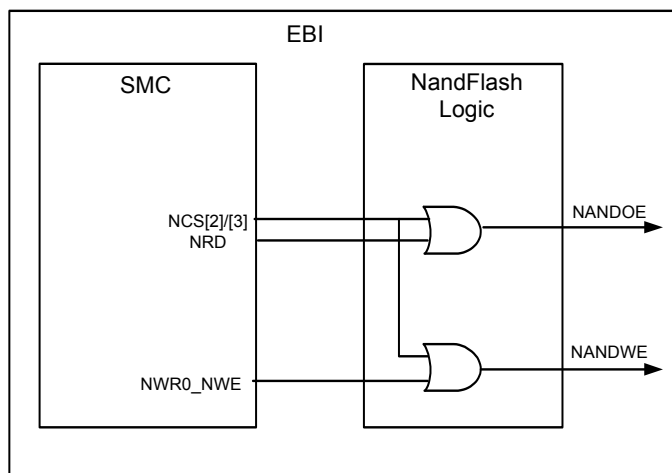 EBI
SMC
NandFlash
Logic
NCS[2]/[3]
NRD
NANDOE
NWR0_NWE
NANDWE